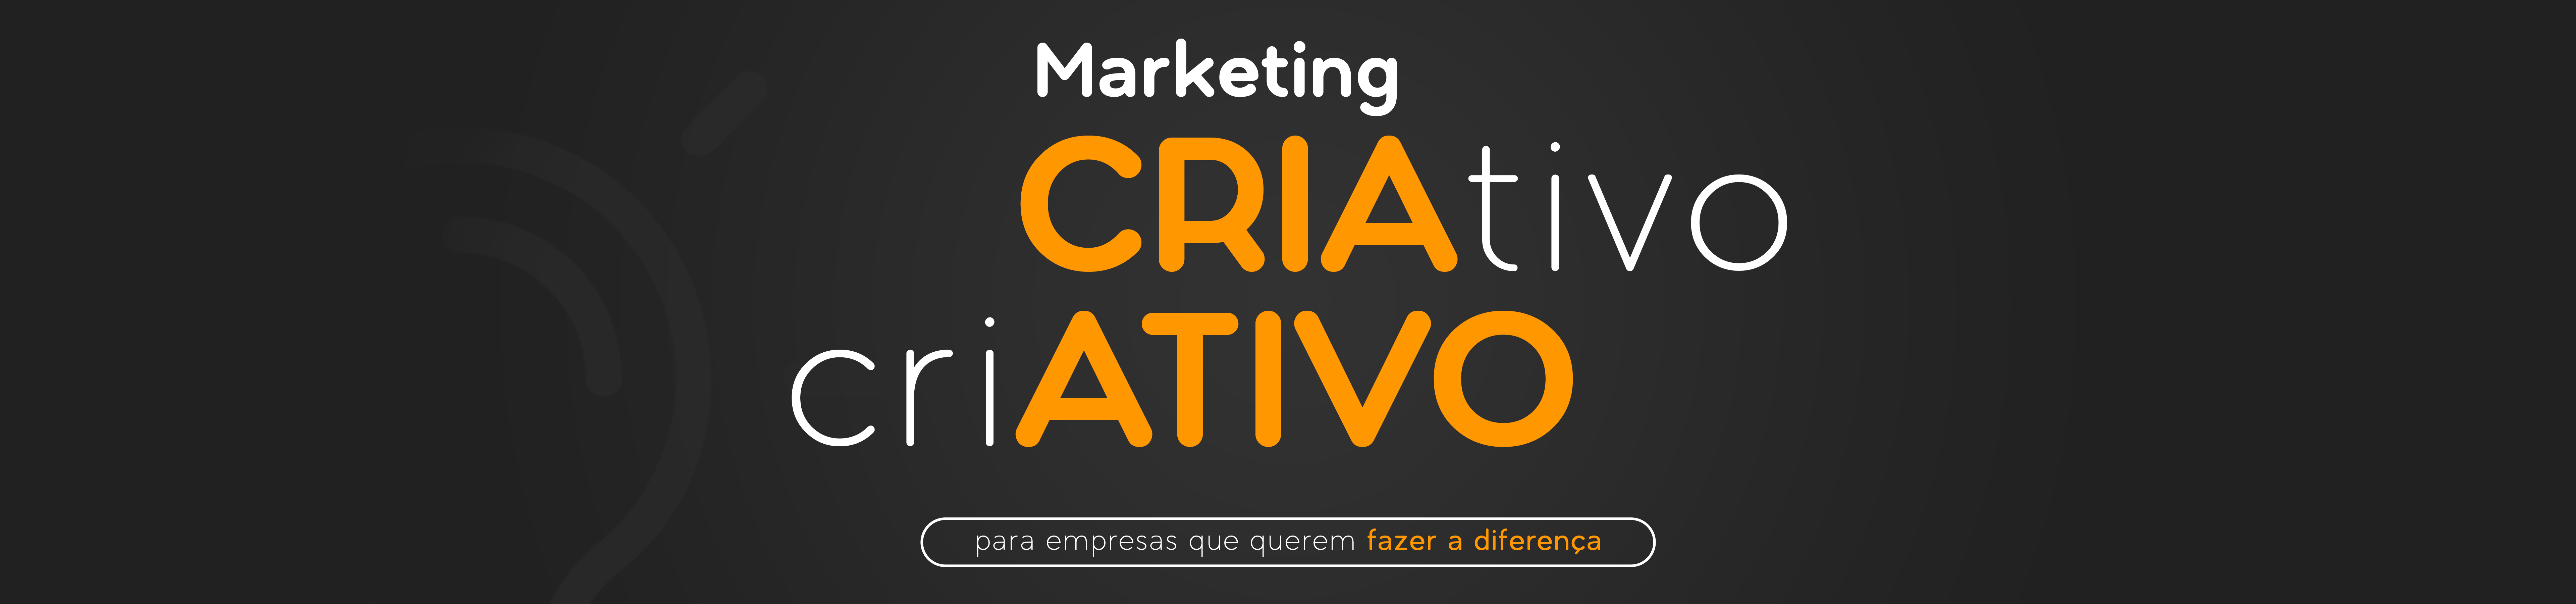 Marketing
CRIAtivo
criATIVO
para empresas que querem fazer a diferença